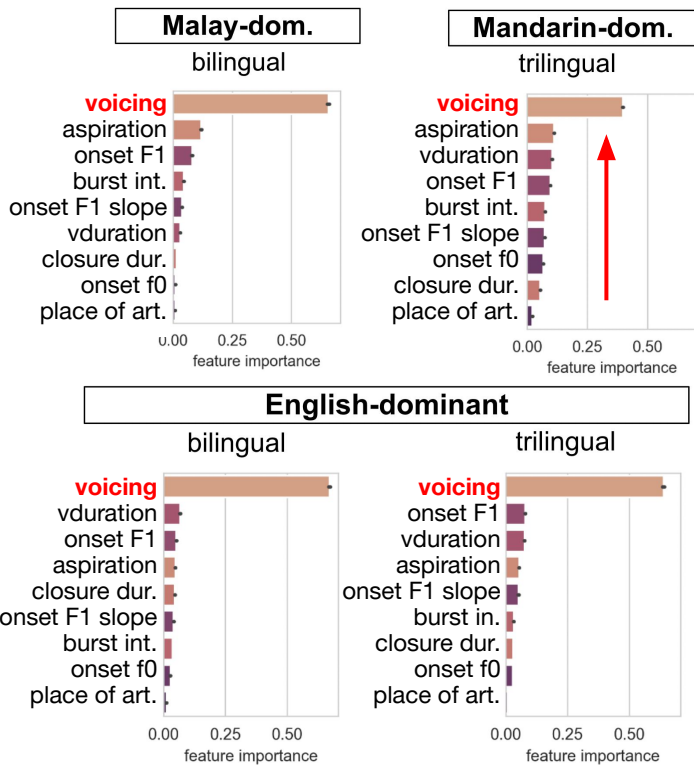 Malay-dom.
bilingual
voicing
aspiration
onset F1
burst int.
onset F1 slope
vduration
closure dur.
onset f0
place of art.
0.00 0.25 0.50
feature importance
Mandarin-dom.
trilingual
voicing
aspiration
vduration
onset F1
burst int.
onset F1 slope
onset f0
closure dur.
place of art.
0.00 0.25 0.50
feature importance
English-dominant
bilingual
voicing
vduration
onset F1
aspiration
closure dur.
onset F1 slope
burst int.
onset f0
place of art.
0.00 0.25 0.50
feature importance
trilingual
voicing
onset F1
vduration
aspiration
onset F1 slope
burst in.
closure dur.
onset f0
place of art.
0.00 0.25 0.50
feature importance